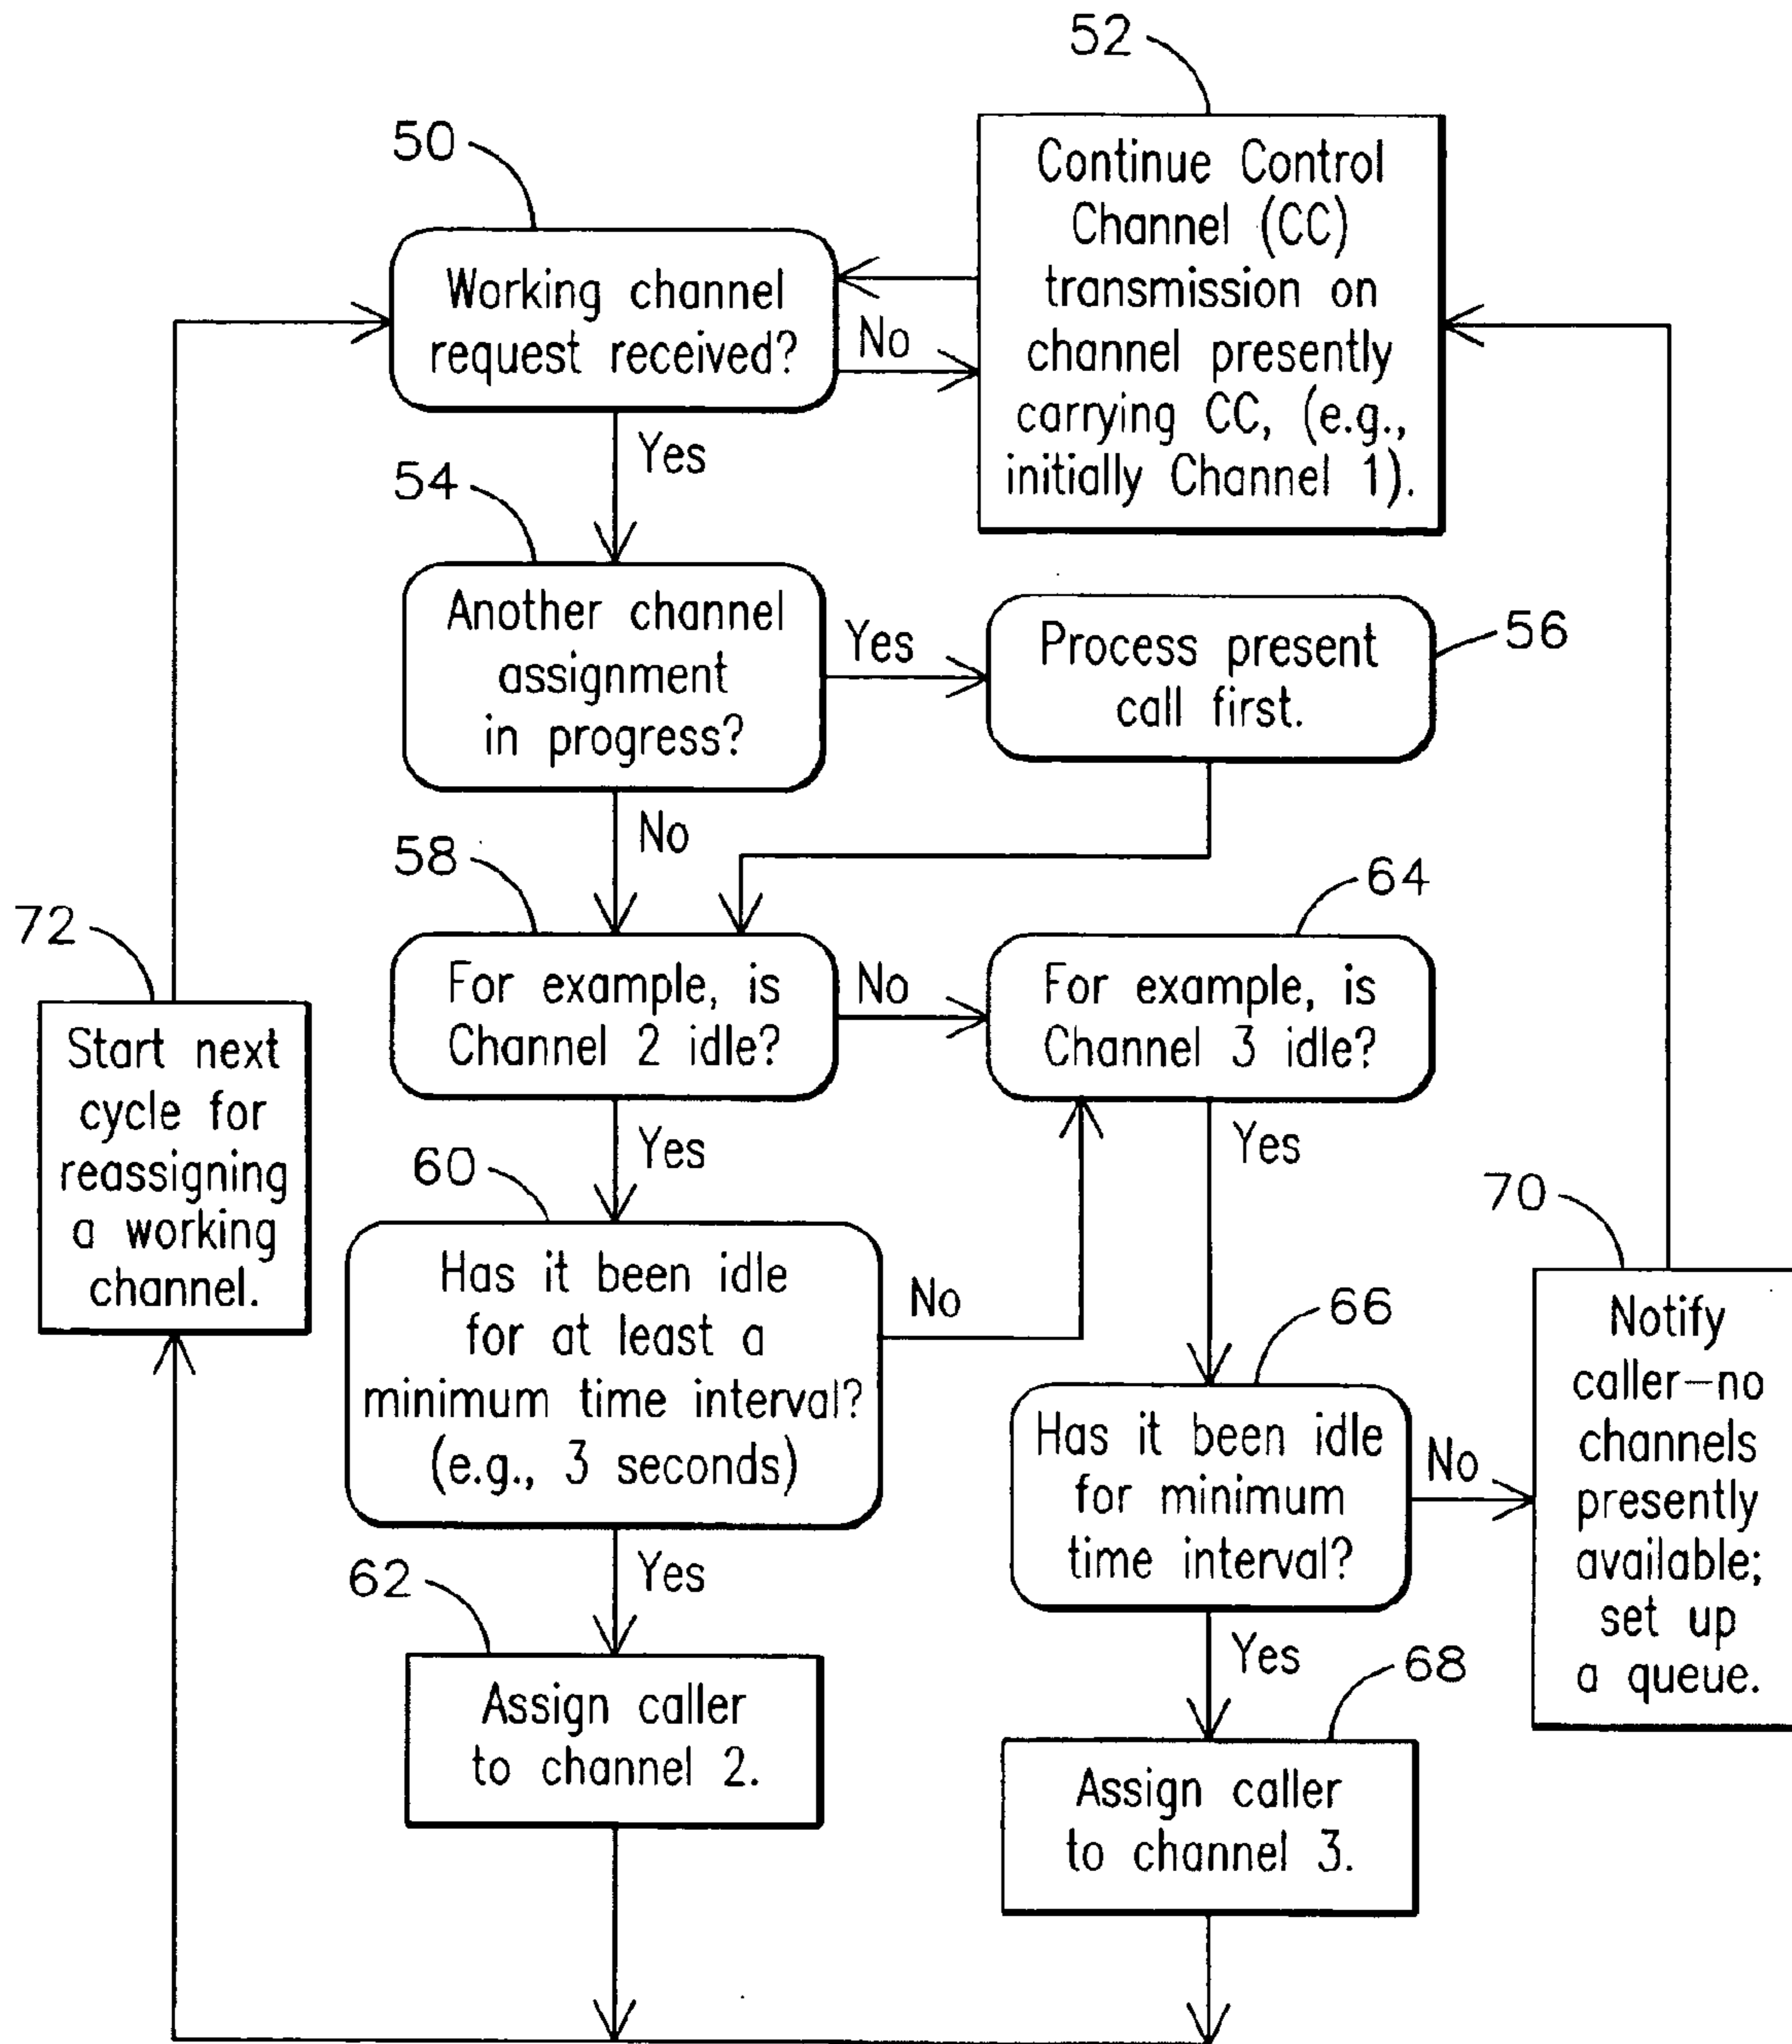 52
Continue Control
Channel (CC)
transmission on
channel presently
carrying CC, (e.g.,
initially Channel 1).
50
Working channel
request received?
No
Yes
54
Another channel
assignment
in progress?
Yes
Process present
call first.
56
No
58
For example, is
Channel 2 idle?
No
64
For example, is
Channel 3 idle?
72
Start next
cycle for
reassigning
a working
channel.
Yes
60
Has it been idle
for at least a
minimum time interval?
(e.g., 3 seconds)
No
Yes
66
Has it been idle
for minimum
time interval?
No
70
Notify
caller—no
channels
presently
available;
set up
a queue.
Yes
62
Assign caller
to channel 2.
Yes
68
Assign caller
to channel 3.